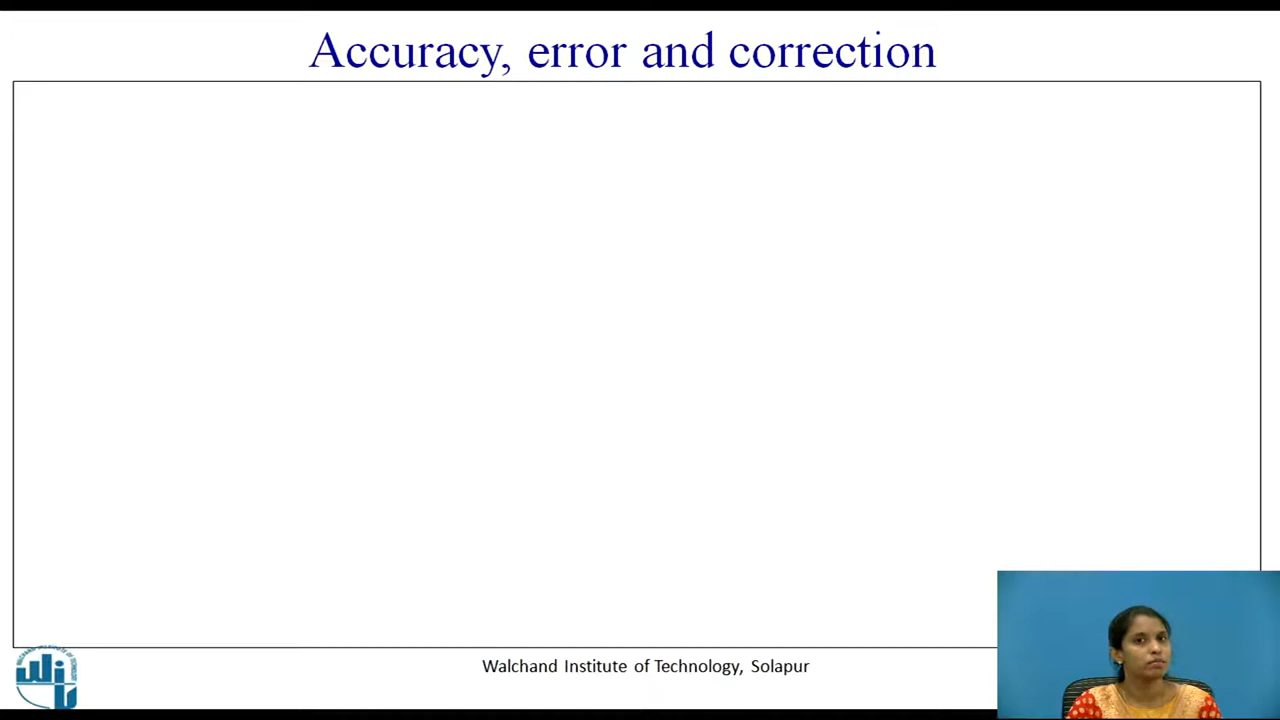 Accuracy, error and correction
Walchand Institute of Technology, Solapur